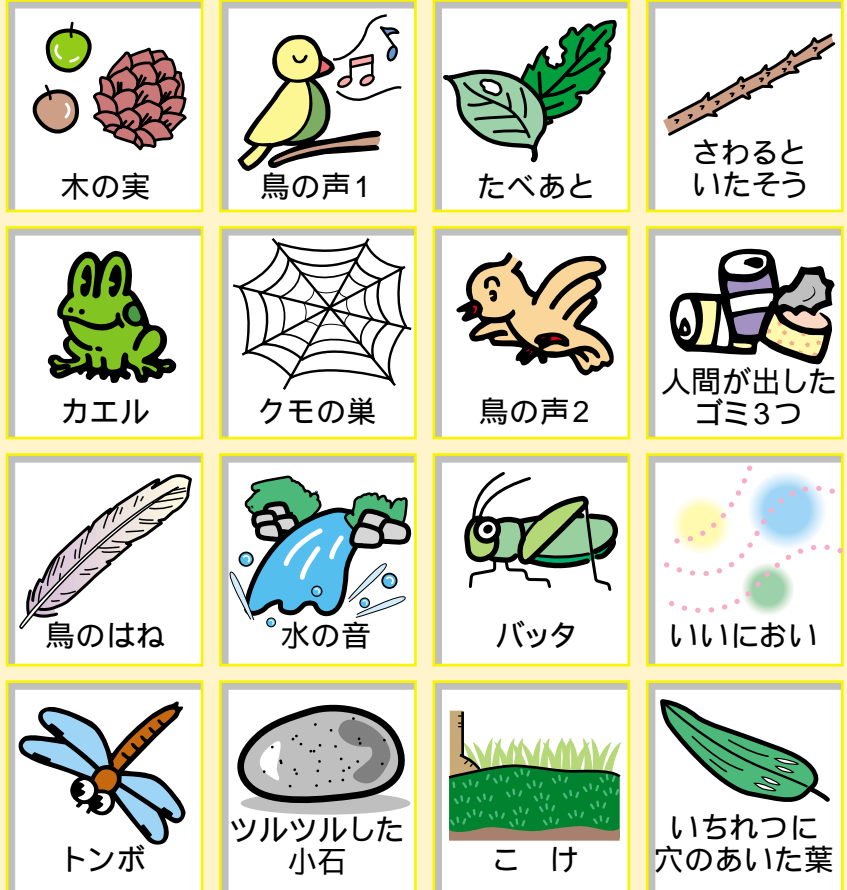 木の実
鳥の声1
たべあと
さわると
いたそう
カエル
クモの巣
鳥の声2
人間が出した
ゴミ3つ
鳥のはね
水の音
バッタ
いいにおい
トンボ
ツルツルした
小石
こ　け
いちれつに
穴のあいた葉